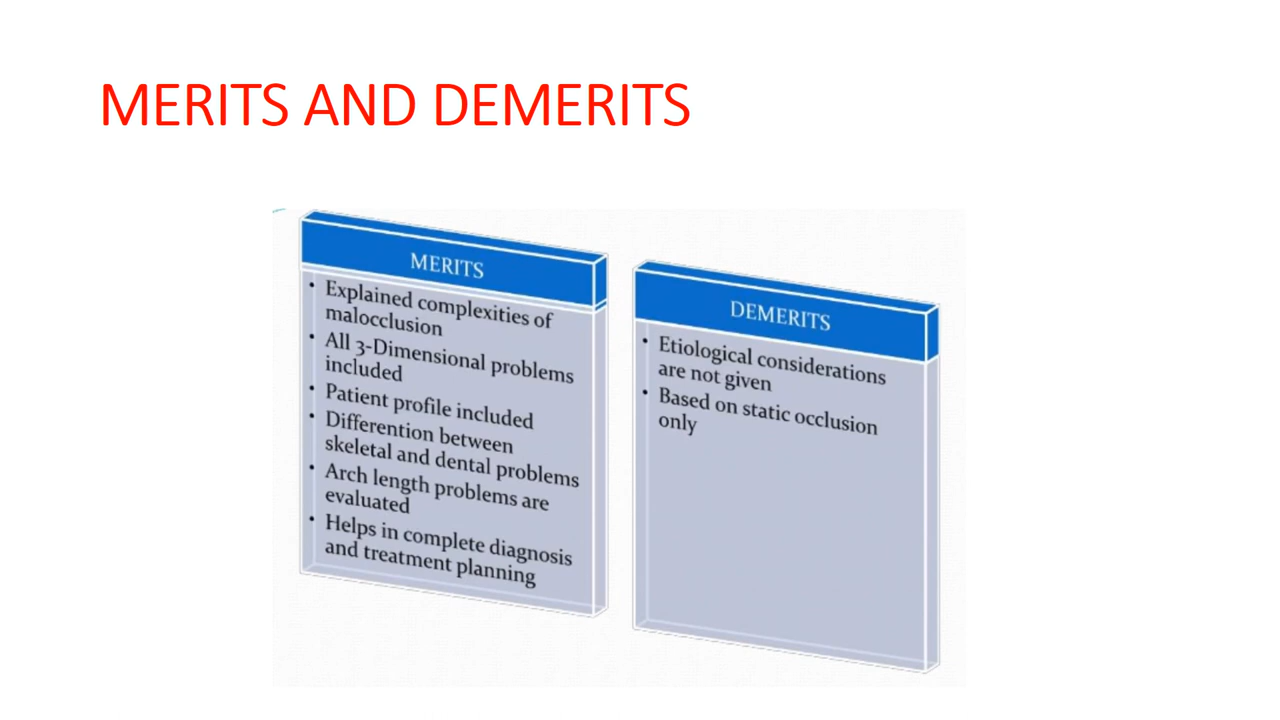 MERITS AND DEMERITS
MERITS
• Explained complexities of
malocclusion
• All 3-Dimensional problems
included
• Patient profile included
• Differention between
skeletal and dental problems
• Arch length problems are
evaluated
• Helps in complete diagnosis
and treatment planning
DEMERITS
• Etiological considerations
are not given
• Based on static occlusion
only